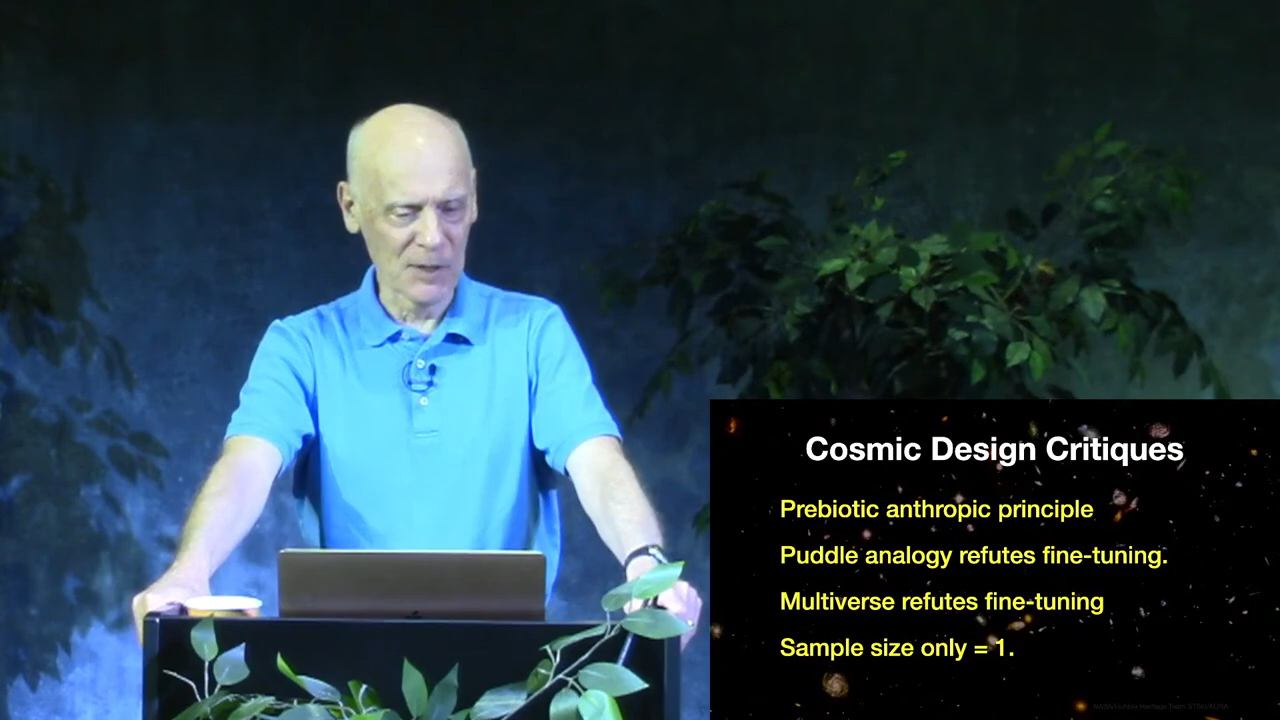 Cosmic Design Critiques
Prebiotic anthropic principle
Puddle analogy refutes fine-tuning.
Multiverse refutes fine-tuning
Sample size only = 1.